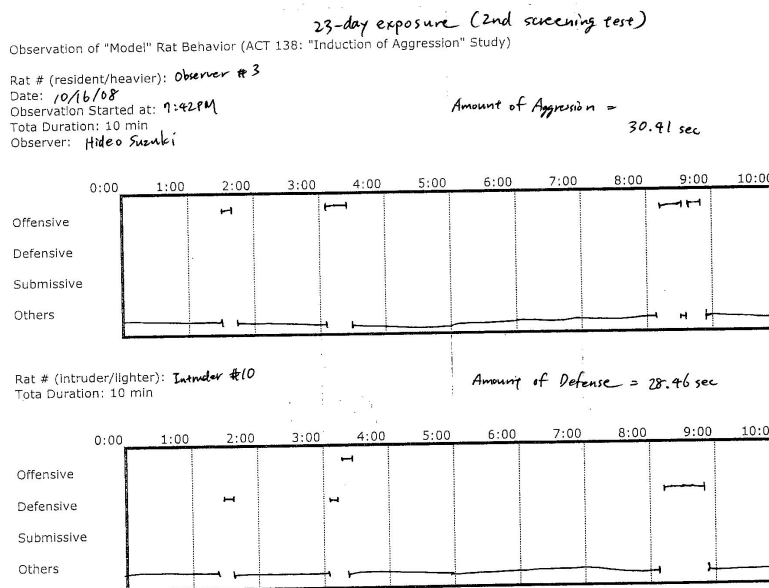 23-day exposure (2nd screening test)
Observation of "Model" Rat Behavior (ACT 138: "Induction of Aggression" Study)
Rat # (resident/heavier): Observer #3
Date: 10/16/08
Observation Started at: 7:42PM
Tota Duration: 10 min
Observer: Hideo Suzuki
Amount of Aggression =
30.41 sec
0:00 1:00 2:00 3:00 4:00 5:00 6:00 7:00 8:00 9:00 10:00
Offensive
Defensive
Submissive
Others
Rat # (intruder/lighter): Intruder #10
Tota Duration: 10 min
Amount of Defense = 28.46 sec
0:00 1:00 2:00 3:00 4:00 5:00 6:00 7:00 8:00 9:00 10:00
Offensive
Defensive
Submissive
Others